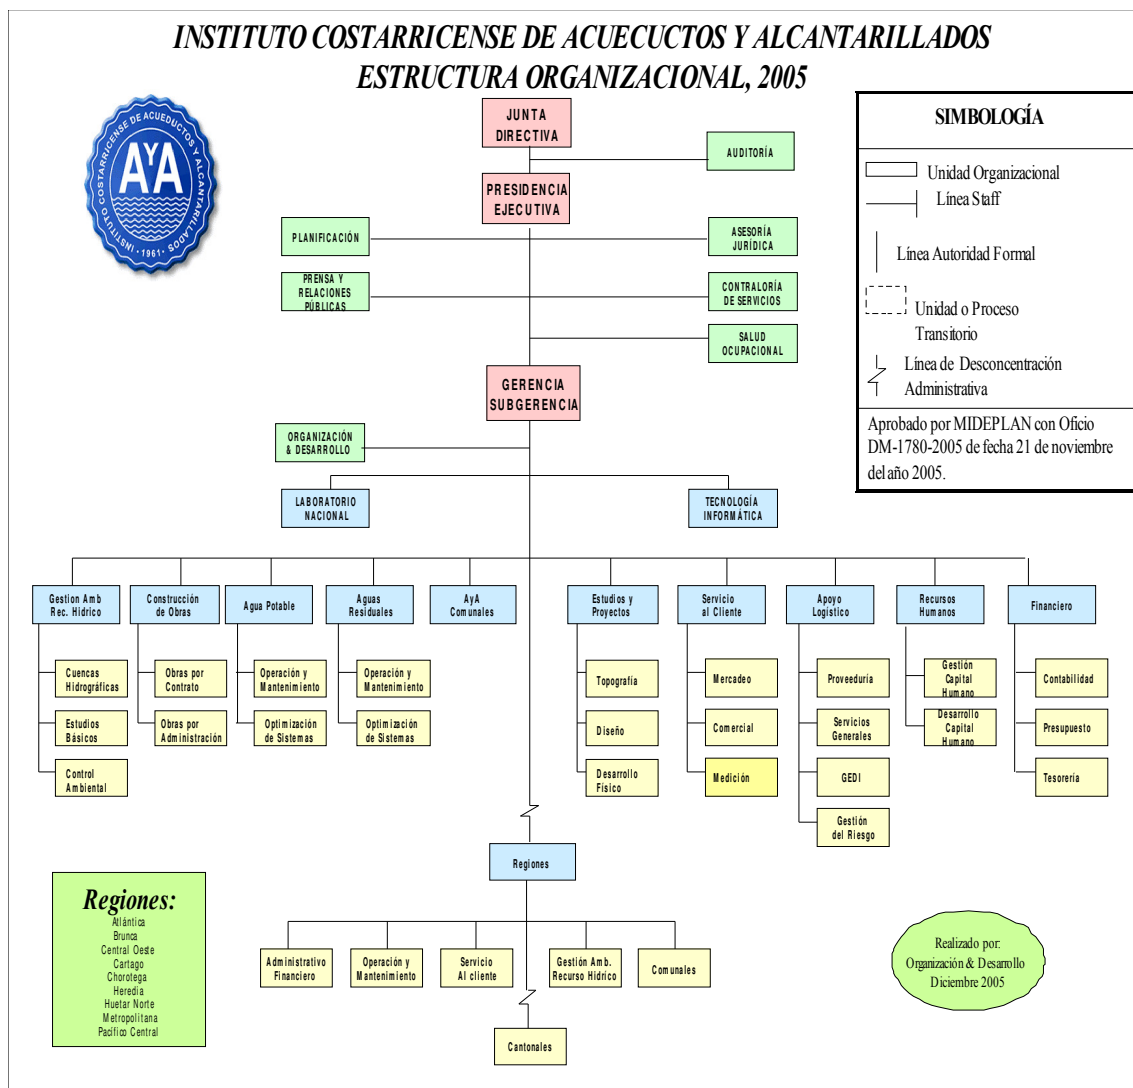 INSTITUTO COSTARRICENSE DE ACUECUCTOS Y ALCANTARILLADOS
ESTRUCTURA ORGANIZACIONAL, 2005
INSTITUTO COSTARRICENSE DE ACUEDUCTOS Y ALCANTARILLADOS
AYA
·1961·
JUNTA
DIRECTIVA
AUDITORÍA
PRESIDENCIA
EJECUTIVA
PLANIFICACIÓN
ASESORÍA
JURÍDICA
PRENSA Y
RELACIONES
PÚBLICAS
CONTRALORÍA
DE SERVICIOS
SALUD
OCUPACIONAL
GERENCIA
SUBGERENCIA
ORGANIZACIÓN
& DESARROLLO
LABORATORIO
NACIONAL
TECNOLOGÍA
INFORMÁTICA
SIMBOLOGÍA
Unidad Organizacional
Línea Staff
Línea Autoridad Formal
Unidad o Proceso
Transitorio
Línea de Desconcentración
Administrativa
Aprobado por MIDEPLAN con Oficio
DM-1780-2005 de fecha 21 de noviembre
del año 2005.
Gestion Amb
Rec. Hídrico
Construcción
de Obras
Agua Potable
Aguas
Residuales
AyA
Comunales
Estudios y
Proyectos
Servicio
al Cliente
Apoyo
Logístico
Recursos
Humanos
Financiero
Cuencas
Hidrográficas
Obras por
Contrato
Operación y
Mantenimiento
Operación y
Mantenimiento
Topografía
Mercadeo
Proveeduría
Gestión
Capital
Humano
Contabilidad
Estudios
Básicos
Obras por
Administración
Optimización
de Sistemas
Optimización
de Sistemas
Diseño
Comercial
Servicios
Generales
Desarrollo
Capital
Humano
Presupuesto
Control
Ambiental
Desarrollo
Físico
Medición
GEDI
Tesorería
Gestión
del Riesgo
Regiones
Administrativo
Financiero
Operación y
Mantenimiento
Servicio
Al cliente
Gestión Amb.
Recurso Hídrico
Comunales
Cantonales
Regiones:
Atlántica
Brunca
Central Oeste
Cartago
Chorotega
Heredia
Huetar Norte
Metropolitana
Pacífico Central
Realizado por:
Organización & Desarrollo
Diciembre 2005